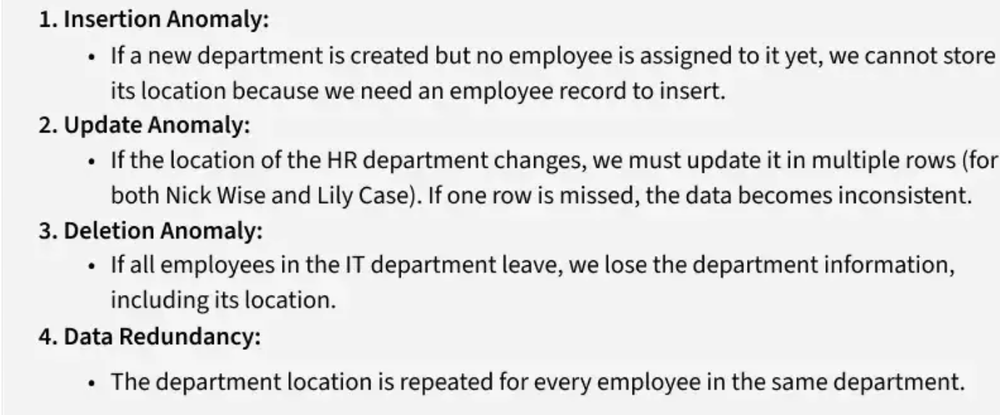 1. Insertion Anomaly:
• If a new department is created but no employee is assigned to it yet, we cannot store
its location because we need an employee record to insert.
2. Update Anomaly:
• If the location of the HR department changes, we must update it in multiple rows (for
both Nick Wise and Lily Case). If one row is missed, the data becomes inconsistent.
3. Deletion Anomaly:
• If all employees in the IT department leave, we lose the department information,
including its location.
4. Data Redundancy:
• The department location is repeated for every employee in the same department.